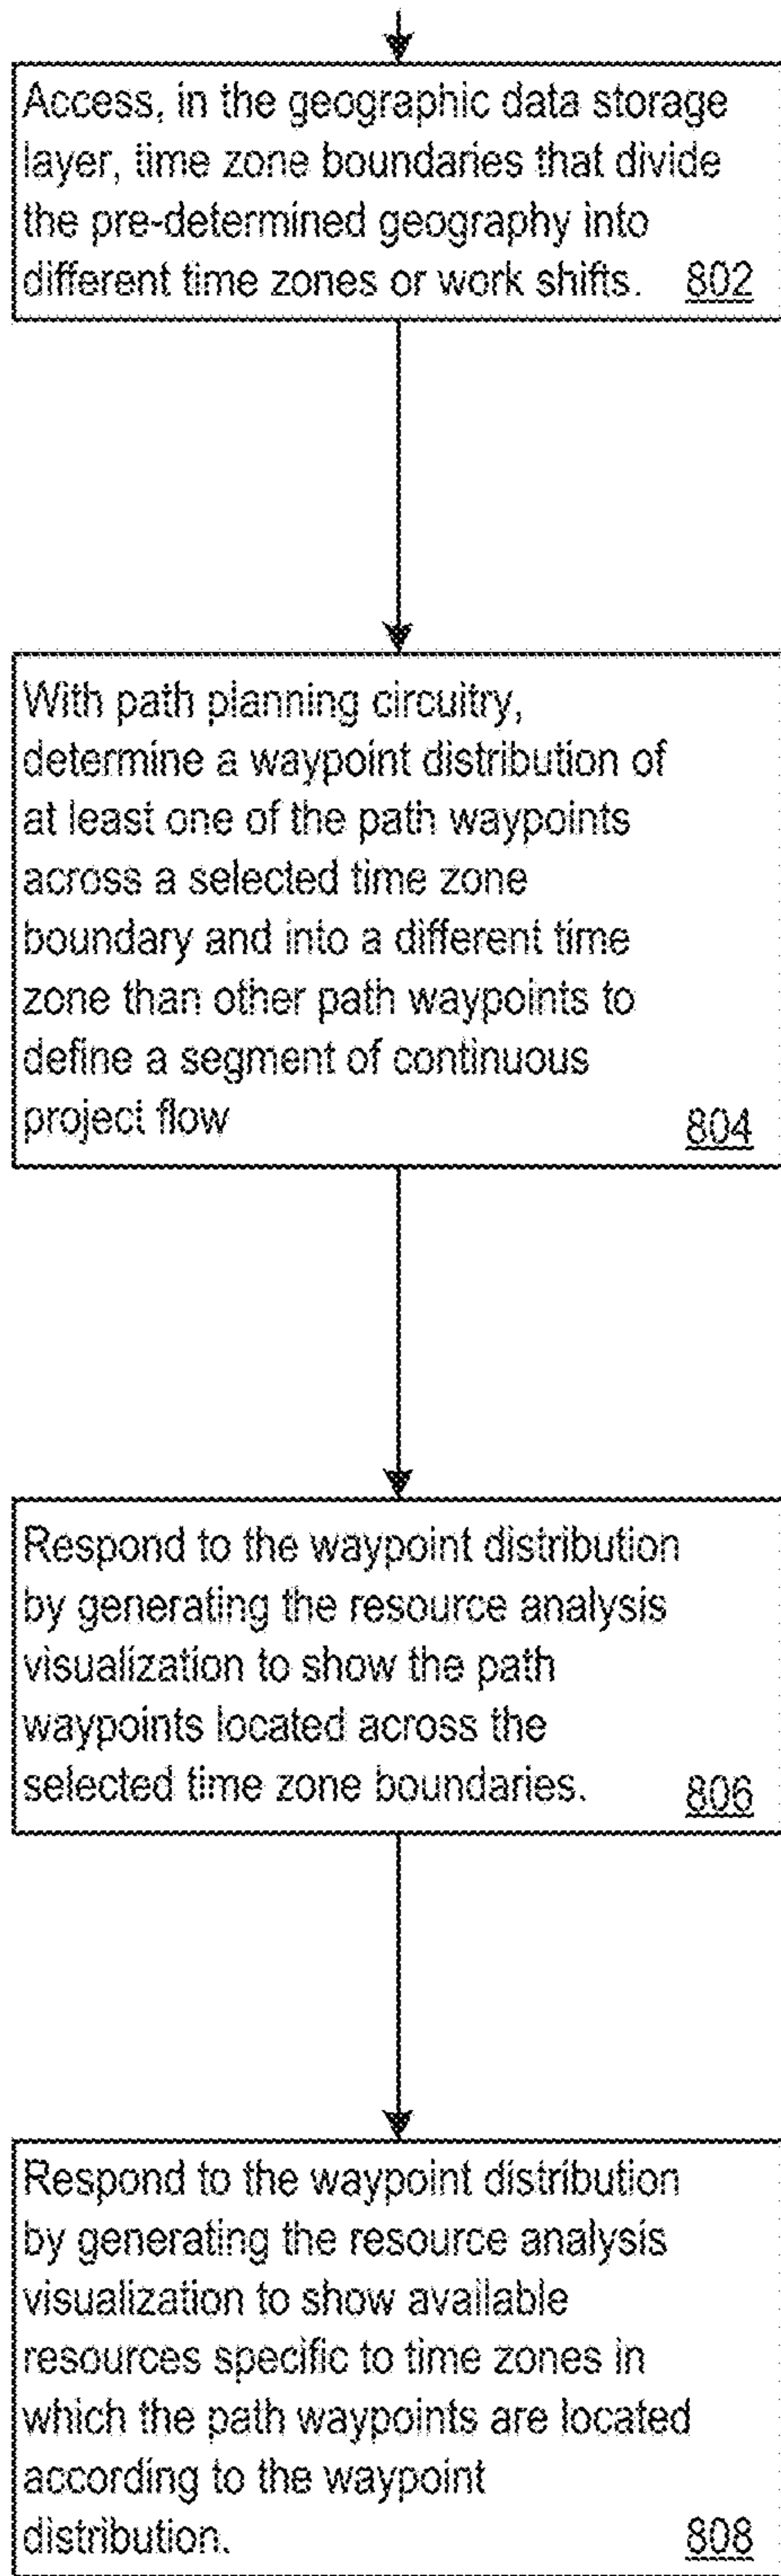 Access, in the geographic data storage
layer, time zone boundaries that divide
the pre-determined geography into
different time zones or work shifts. 802
With path planning circuitry,
determine a waypoint distribution of
at least one of the path waypoints
across a selected time zone
boundary and into a different time
zone than other path waypoints to
define a segment of continuous
project flow 804
Respond to the waypoint distribution
by generating the resource analysis
visualization to show the path
waypoints located across the
selected time zone boundaries. 806
Respond to the waypoint distribution
by generating the resource analysis
visualization to show available
resources specific to time zones in
which the path waypoints are located
according to the waypoint
distribution. 808